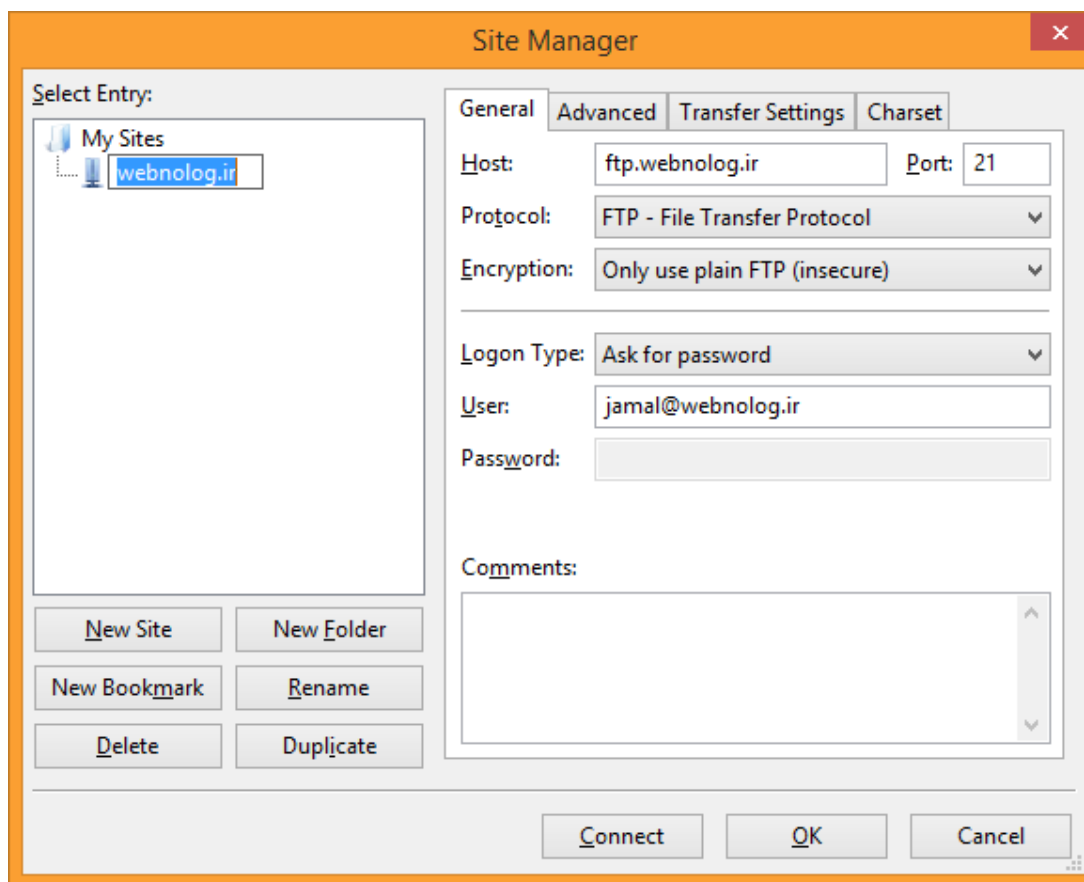 Site Manager
Select Entry:
My Sites
webnolog.ir
New Site
New Folder
New Bookmark
Rename
Delete
Duplicate
General
Advanced
Transfer Settings
Charset
Host:
ftp.webnolog.ir
Port:
21
Protocol:
FTP - File Transfer Protocol
Encryption:
Only use plain FTP (insecure)
Logon Type:
Ask for password
User:
jamal@webnolog.ir
Password:
Comments:
Connect
OK
Cancel